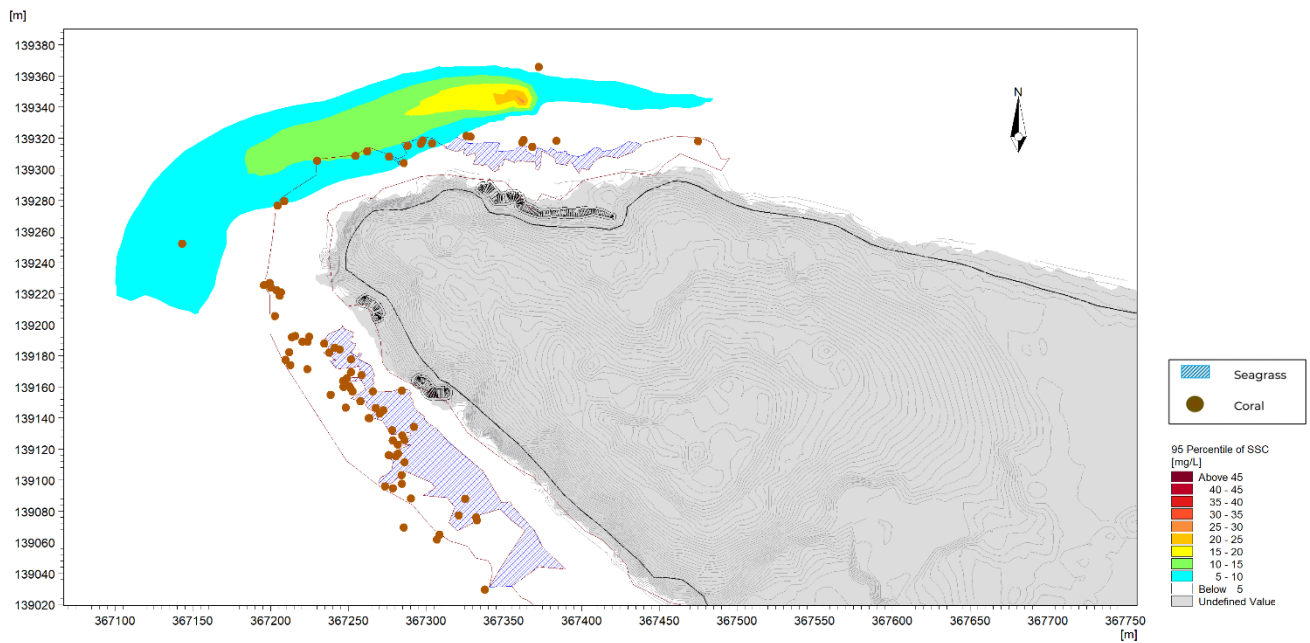 [m]
139380
139360
139340
139320
139300
139280
139260
139240
139220
139200
139180
139160
139140
139120
139100
139080
139060
139040
139020
367100 367150 367200 367250 367300 367350 367400 367450 367500 367550 367600 367650 367700 367750
[m]
N
Seagrass
Coral
95 Percentile of SSC
[mg/L]
Above 45
40 - 45
35 - 40
30 - 35
25 - 30
20 - 25
15 - 20
10 - 15
5 - 10
Below 5
Undefined Value